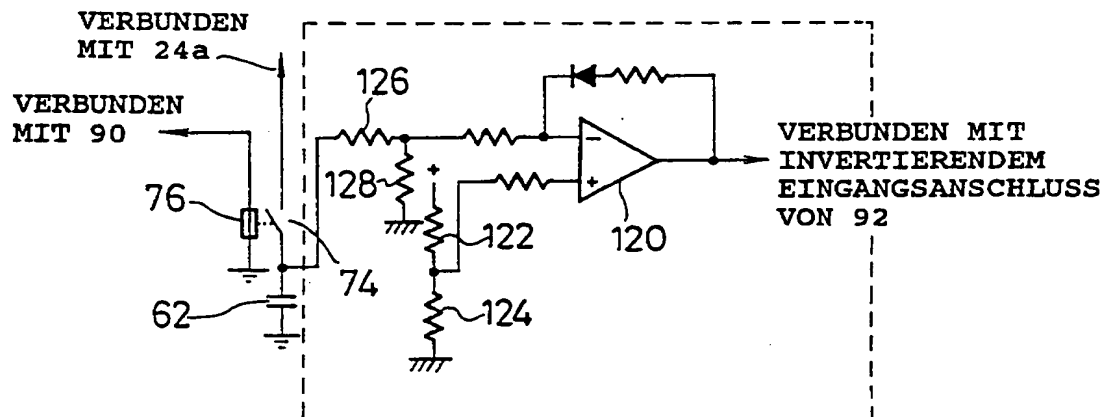 VERBUNDEN
MIT 24a
VERBUNDEN
MIT 90
126
128
+
76
122
74
62
124
−
+
120
VERBUNDEN MIT
INVERTIERENDEM
EINGANGSANSCHLUSS
VON 92